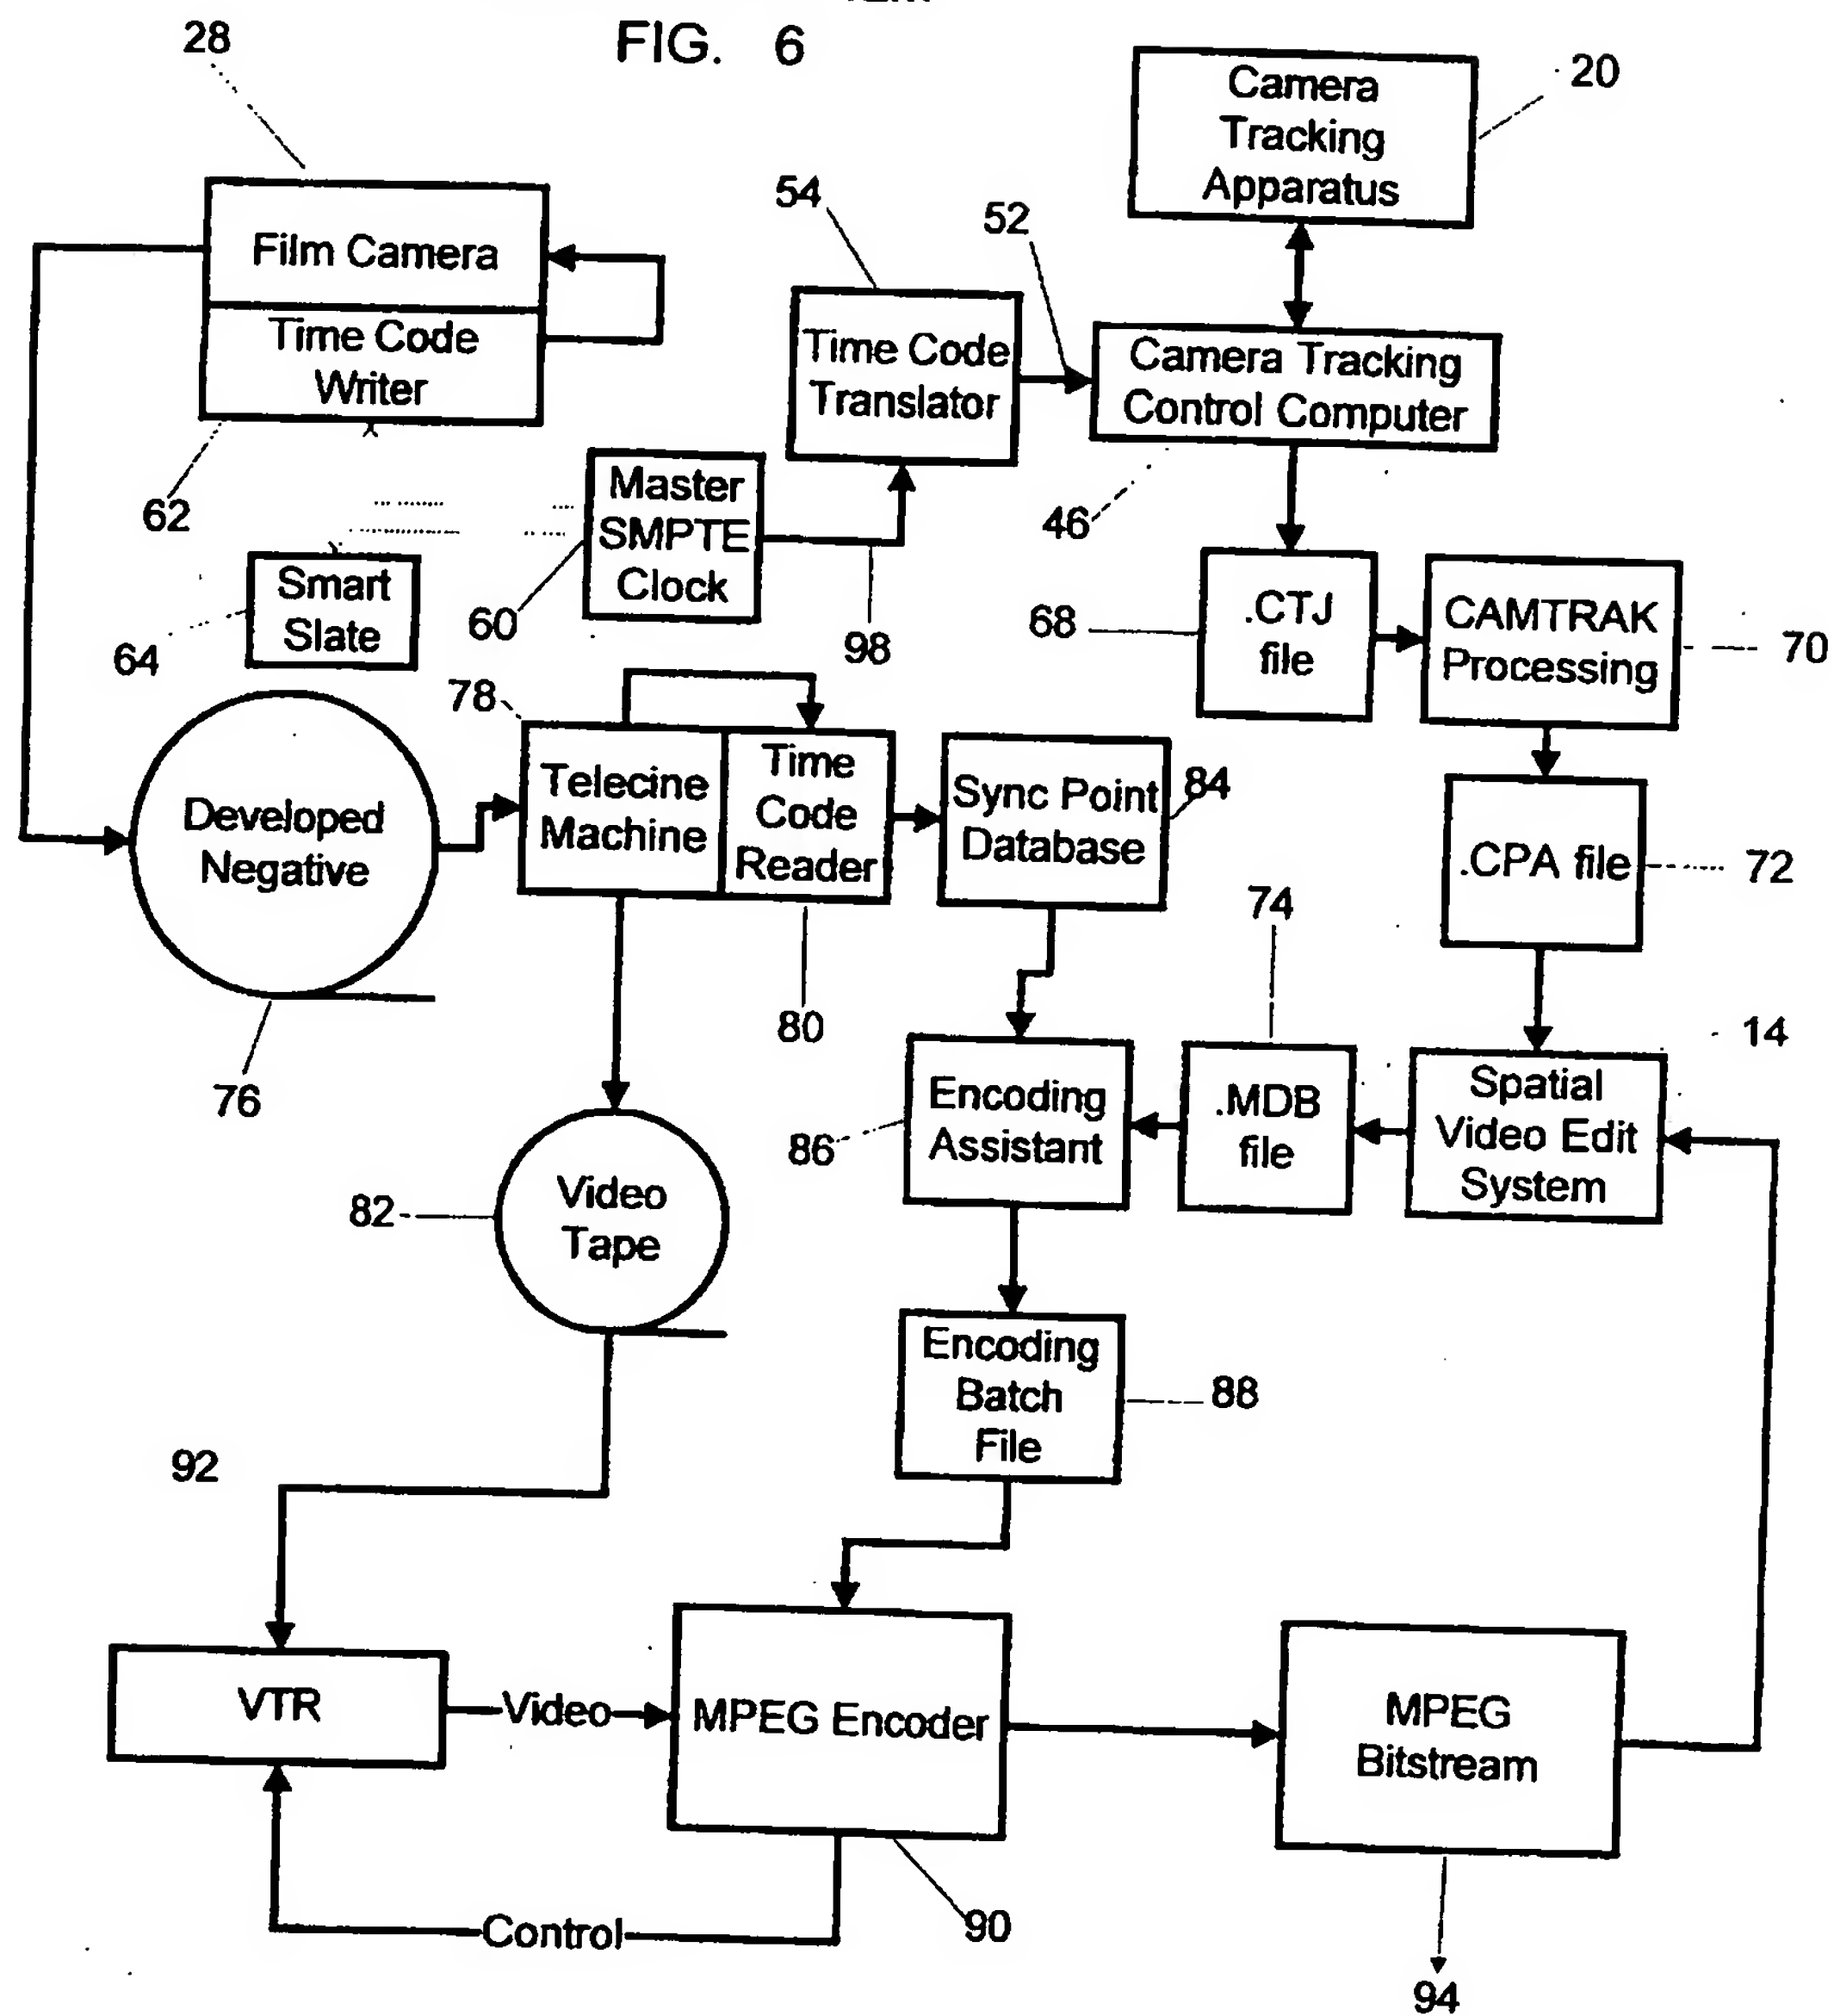 FIG. 6
28
20
Camera
Tracking
Apparatus
54
52
Film Camera
Time Code
Writer
Time Code
Translator
Camera Tracking
Control Computer
62
Master
SMPTE
Clock
46
Smart
Slate
64
60
98
68
.CTJ
file
CAMTRAK
Processing
70
78
Developed
Negative
Telecine
Machine
Time
Code
Reader
Sync Point
Database
84
.CPA file
72
74
76
80
14
Encoding
Assistant
86
.MDB
file
Spatial
Video Edit
System
82
Video
Tape
Encoding
Batch
File
88
92
VTR
Video
MPEG Encoder
MPEG
Bitstream
Control
90
94